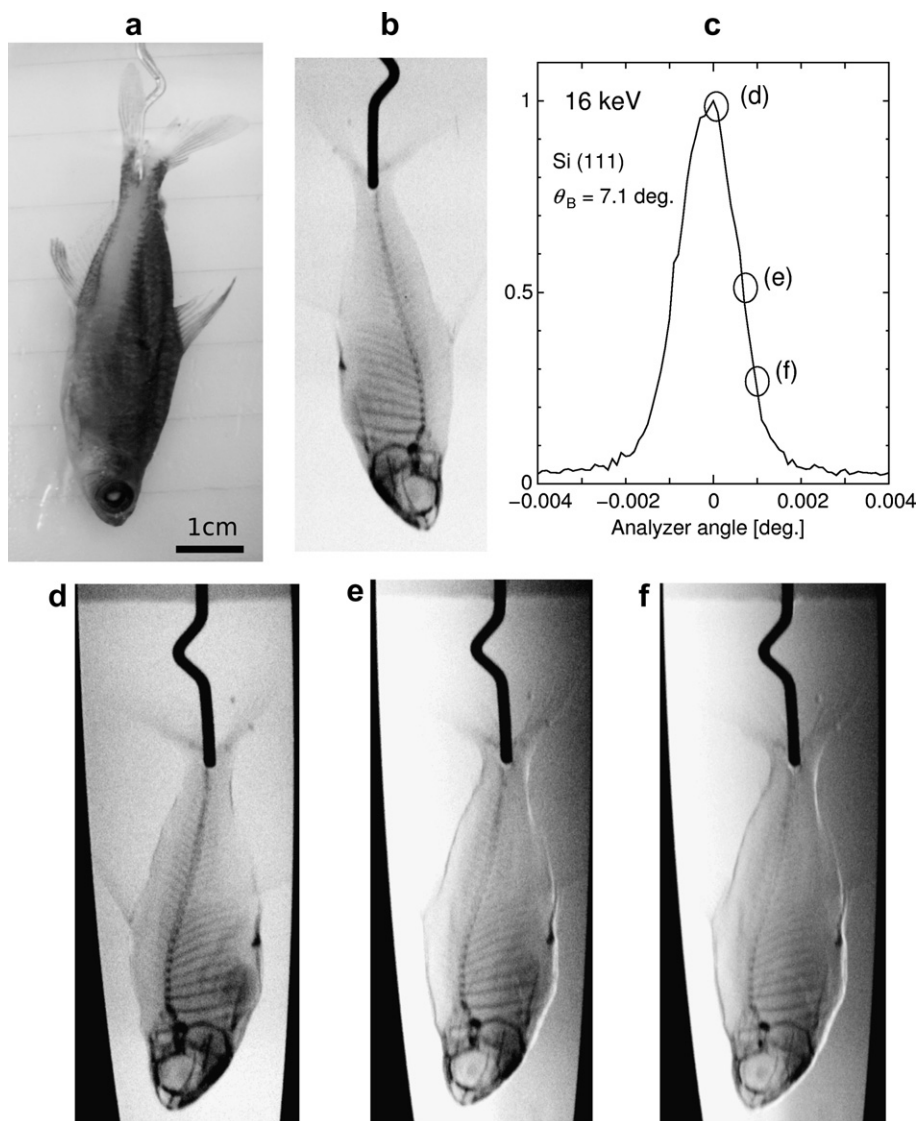 a
b
c
1cm
16 keV
Si (111)
θB = 7.1 deg.
(d)
(e)
(f)
1
0.5
0
−0.004
−0.002
0
0.002
0.004
Analyzer angle [deg.]
d
e
f